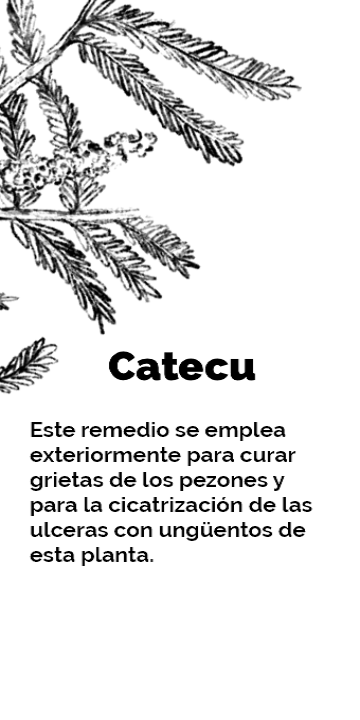 Catecu
Este remedio se emplea
exteriormente para curar
grietas de los pezones y
para la cicatrización de las
ulceras con ungüentos de
esta planta.